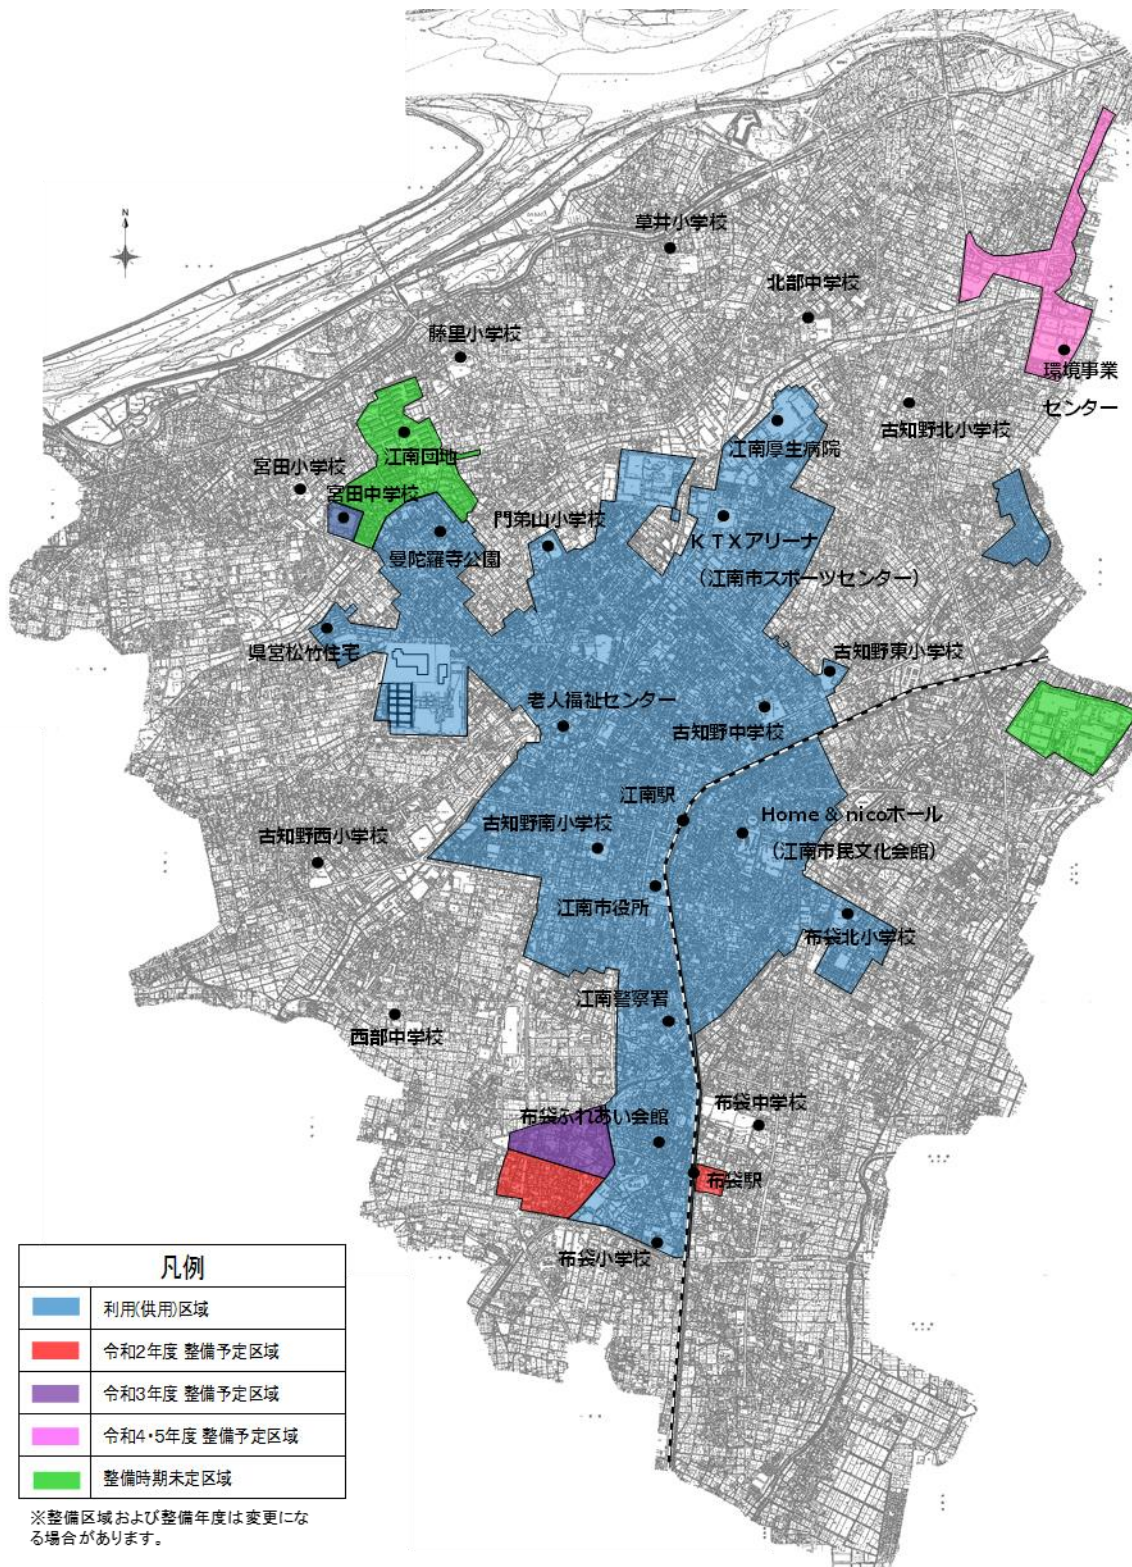 N
草井小学校
北部中学校
藤里小学校
環境事業
センター
古知野北小学校
江南厚生病院
江南団地
宮田小学校
宮田中学校
門弟山小学校
KTXアリーナ
(江南市スポーツセンター)
曼陀羅寺公園
県営松竹住宅
古知野東小学校
老人福祉センター
古知野中学校
江南駅
Home & nicoホール
(江南市民文化会館)
古知野南小学校
古知野西小学校
江南市役所
布袋北小学校
江南警察署
西部中学校
布袋ふれあい会館
布袋中学校
布袋駅
布袋小学校
凡例
利用(供用)区域
令和2年度 整備予定区域
令和3年度 整備予定区域
令和4・5年度 整備予定区域
整備時期未定区域
※整備区域および整備年度は変更にな
る場合があります。